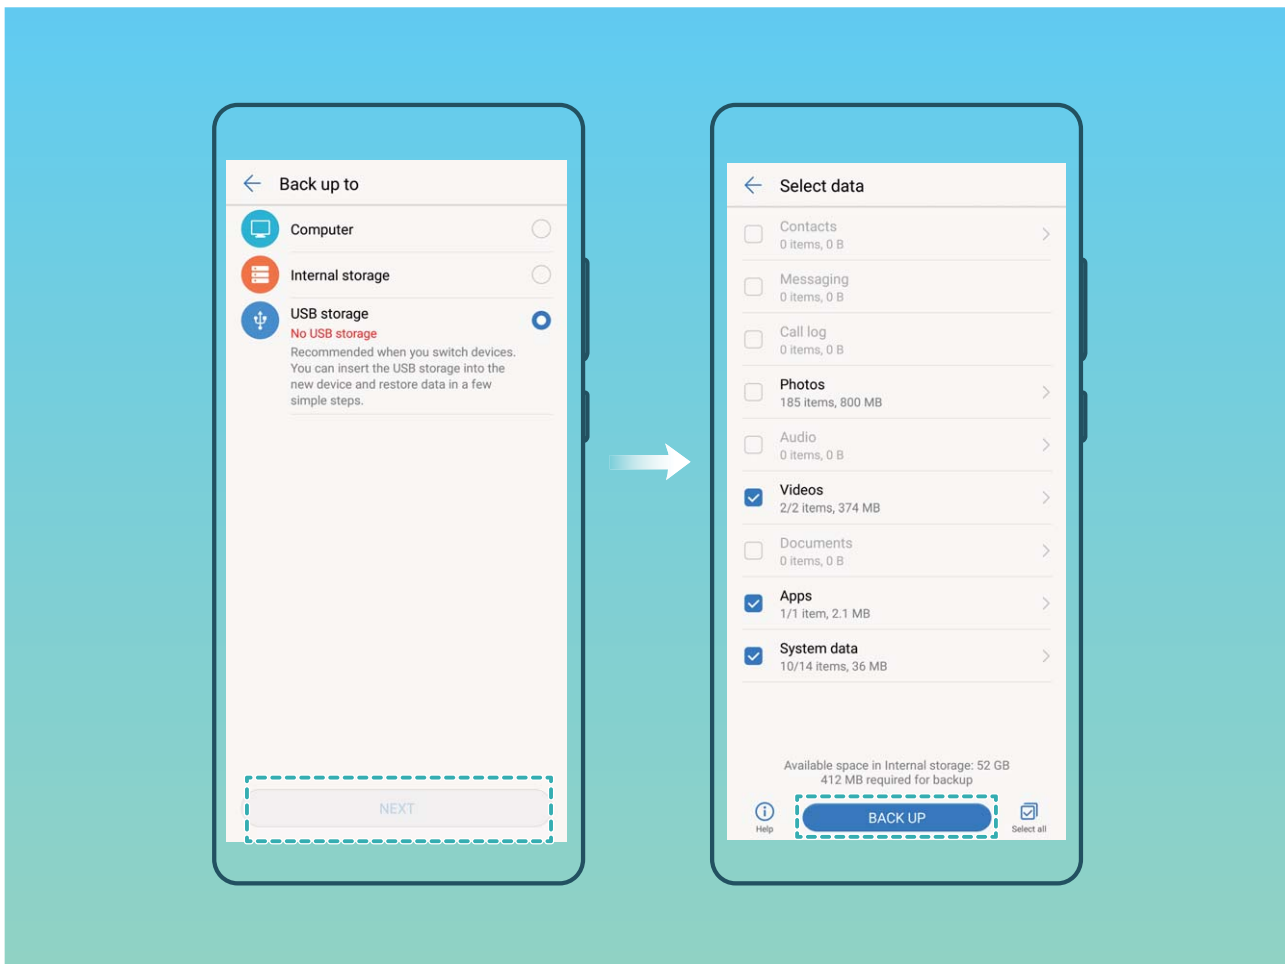 Back up to
Computer
Internal storage
USB storage
No USB storage
Recommended when you switch devices.
You can insert the USB storage into the
new device and restore data in a few
simple steps.
NEXT
Select data
Contacts
0 items, 0 B
Messaging
0 items, 0 B
Call log
0 items, 0 B
Photos
185 items, 800 MB
Audio
0 items, 0 B
Videos
2/2 items, 374 MB
Documents
0 items, 0 B
Apps
1/1 item, 2.1 MB
System data
10/14 items, 36 MB
Available space in Internal storage: 52 GB
412 MB required for backup
Help
BACK UP
Select all